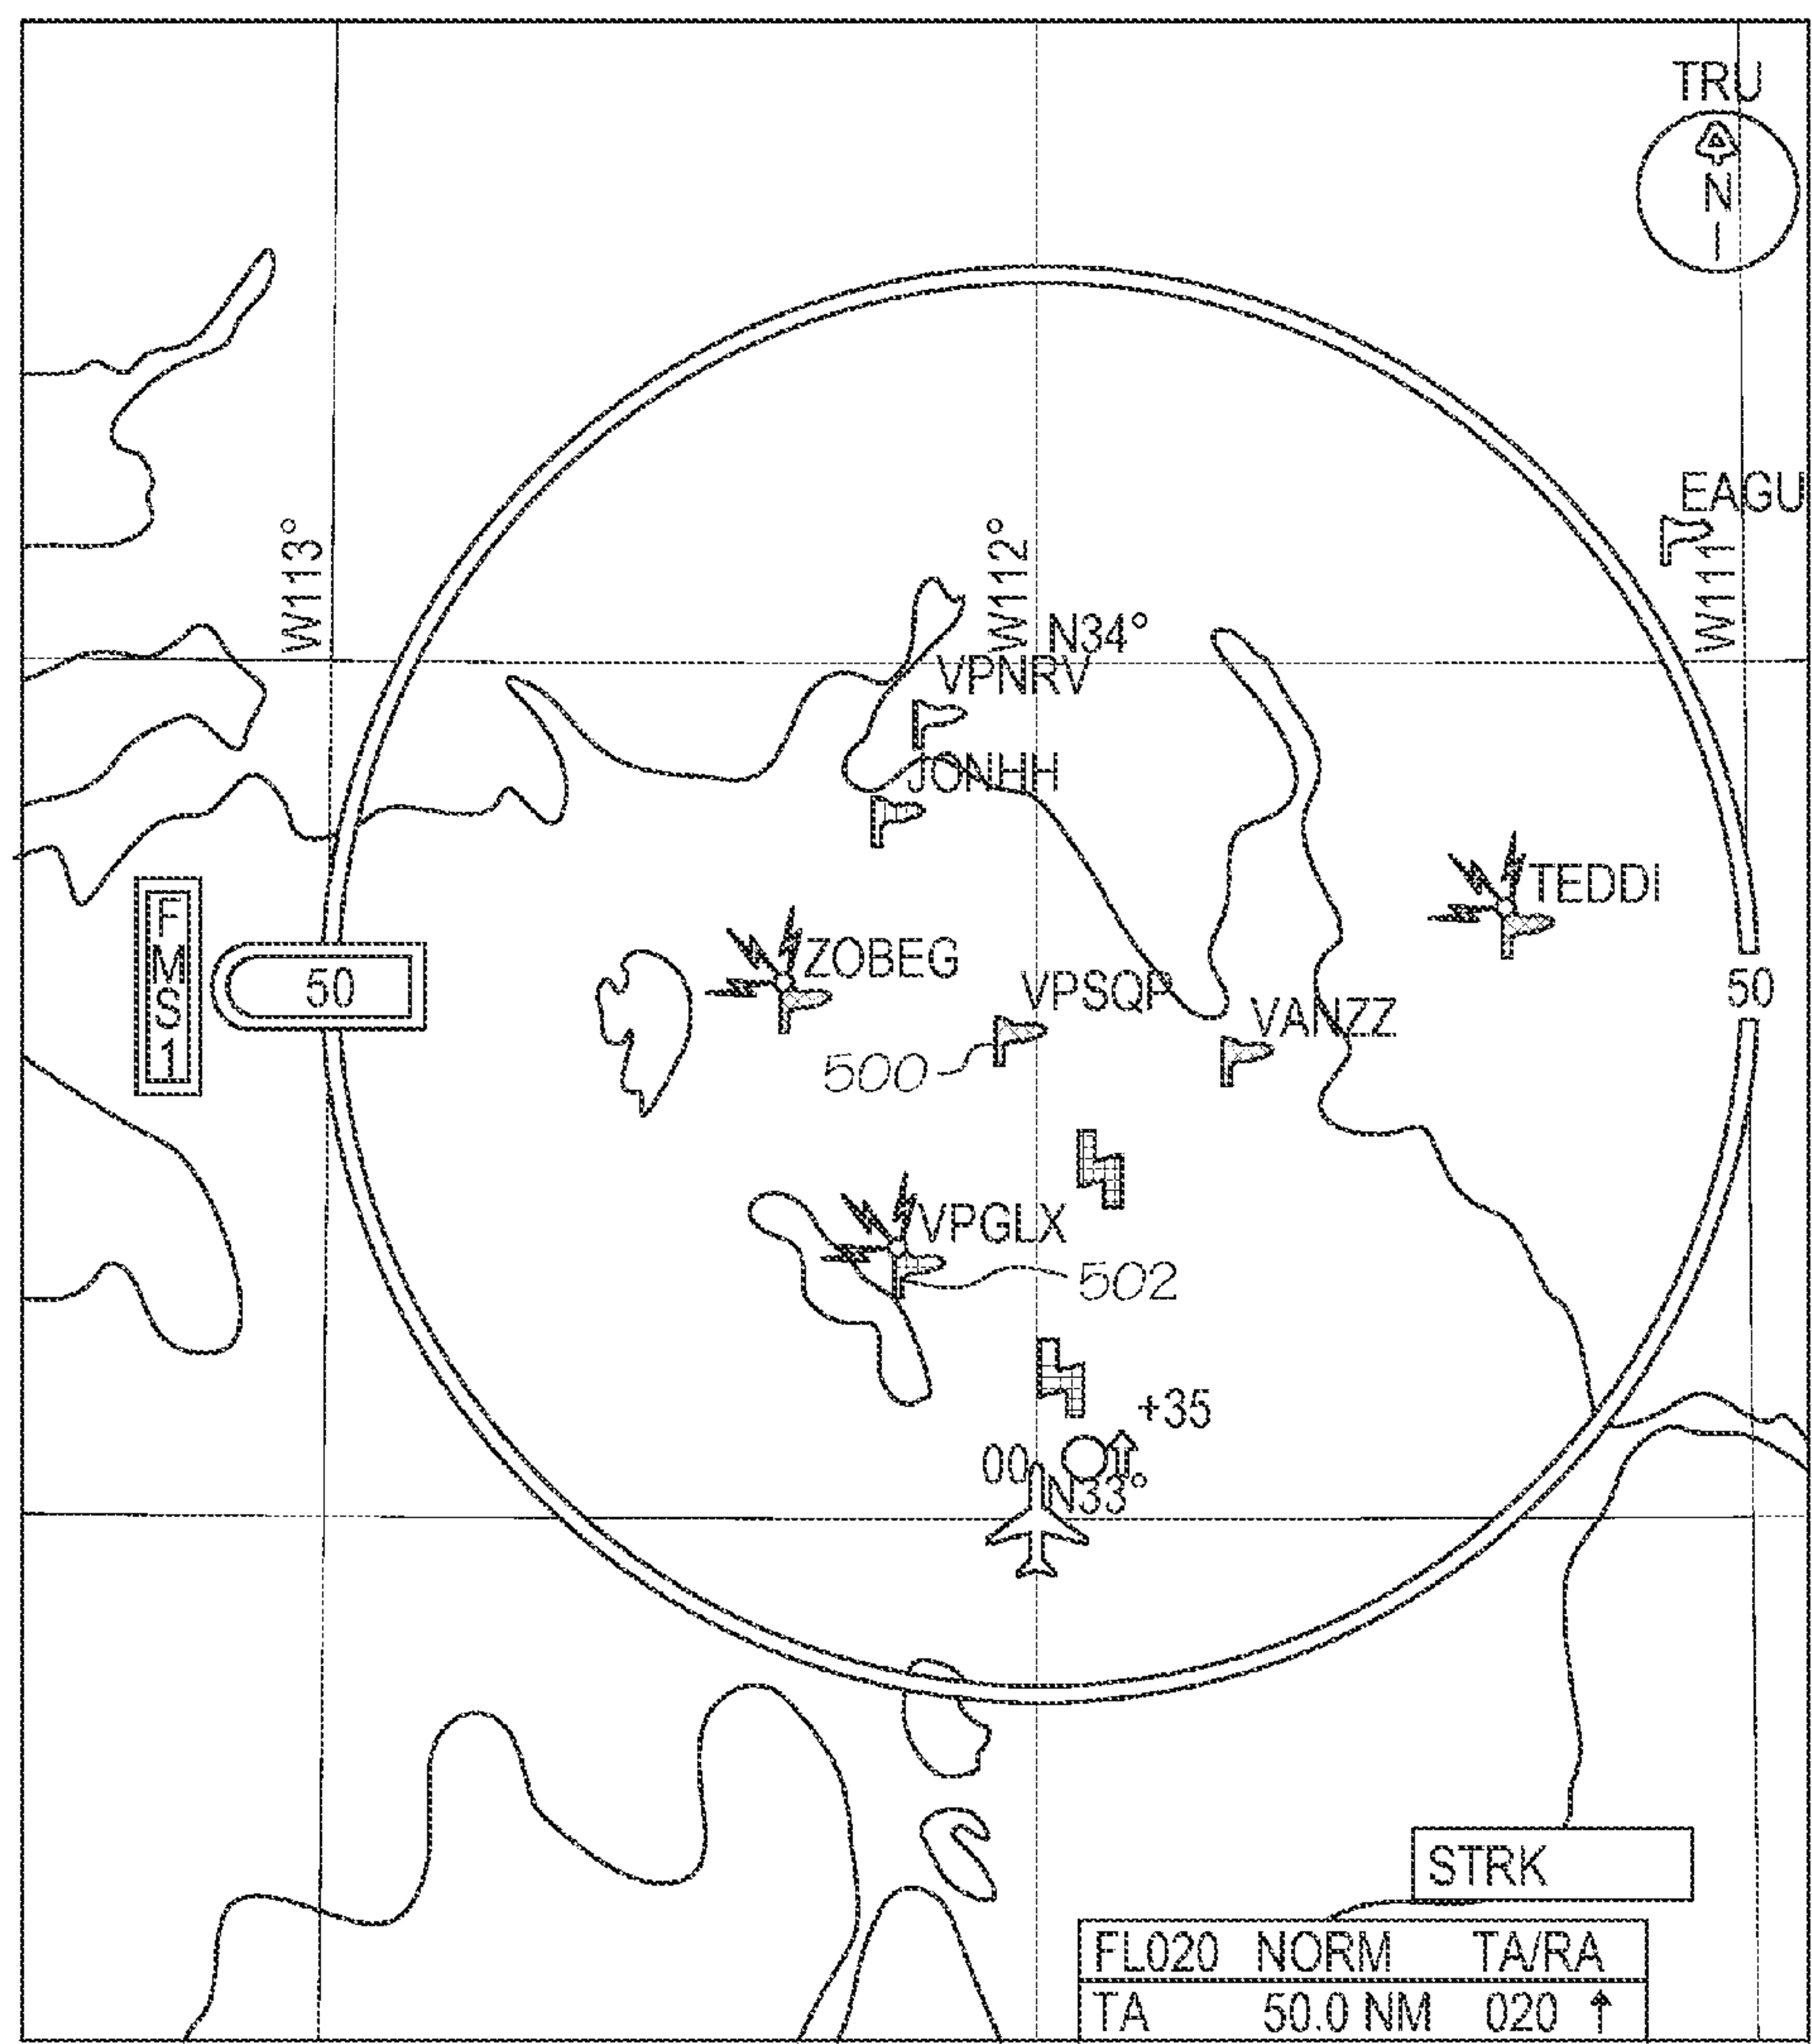 TRU
N
EAGU
W113°
W112°
W111
N34°
VPNRV
JONHH
TEDDI
FMS1
50
ZOBEG
VPSQP
50
VANZZ
500
VPGLX
502
+35
00
N33°
STRK
FL020 NORM TA/RA
TA 50.0 NM 020 ↑